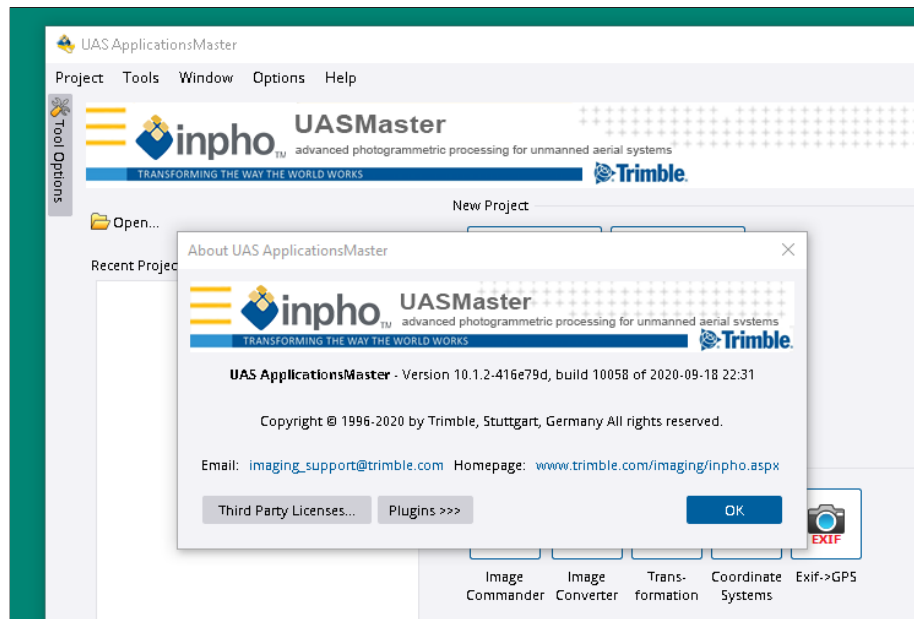 UAS ApplicationsMaster
Project Tools Window Options Help
Tool Options
inpho TM
UASMaster
advanced photogrammetric processing for unmanned aerial systems
TRANSFORMING THE WAY THE WORLD WORKS
Trimble.
New Project
Open...
Recent Projec
About UAS ApplicationsMaster
inpho TM
UASMaster
advanced photogrammetric processing for unmanned aerial systems
TRANSFORMING THE WAY THE WORLD WORKS
Trimble.
UAS ApplicationsMaster - Version 10.1.2-416e79d, build 10058 of 2020-09-18 22:31
Copyright © 1996-2020 by Trimble, Stuttgart, Germany All rights reserved.
Email: imaging_support@trimble.com Homepage: www.trimble.com/imaging/inpho.aspx
Third Party Licenses... Plugins >>> OK
EXIF
Image Image Trans- Coordinate Exif->GPS
Commander Converter formation Systems